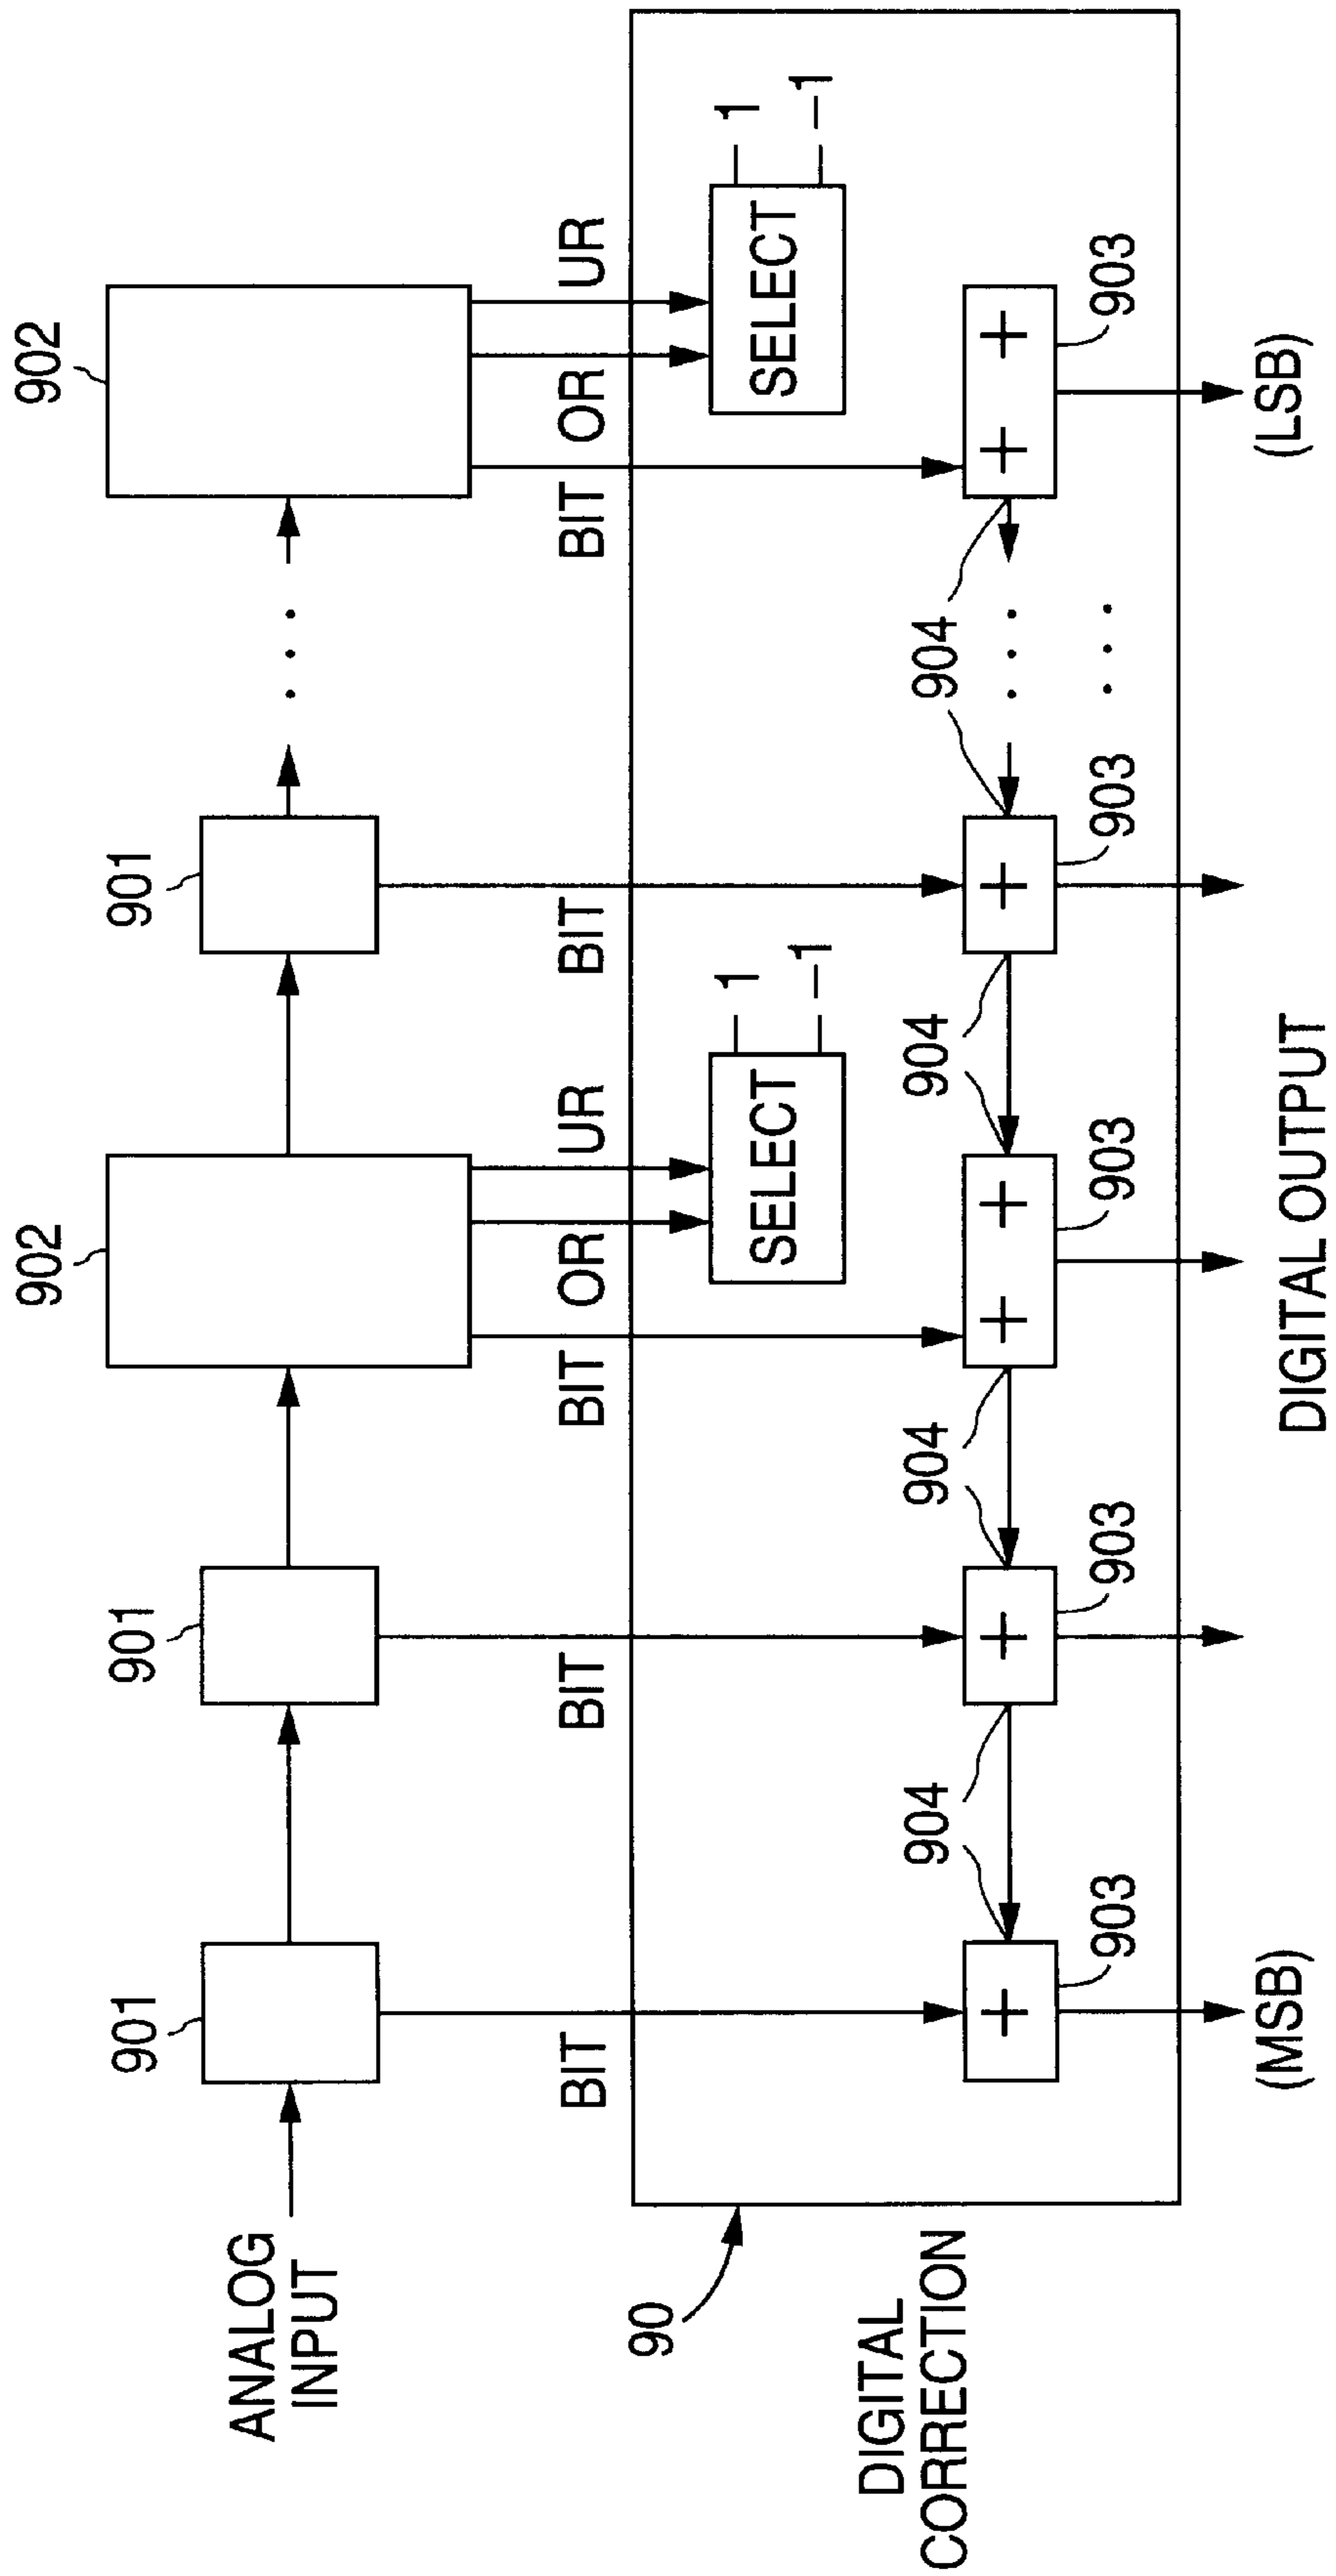 ANALOG
INPUT
901
901
902
901
902
. . .
BIT
BIT
BIT
OR
UR
BIT
BIT
OR
UR
90
DIGITAL
CORRECTION
SELECT
1
–1
SELECT
1
–1
904
904
904
904
+
+
+ +
+
+ +
. . .
. . .
903
903
903
903
903
(MSB)
(LSB)
DIGITAL OUTPUT